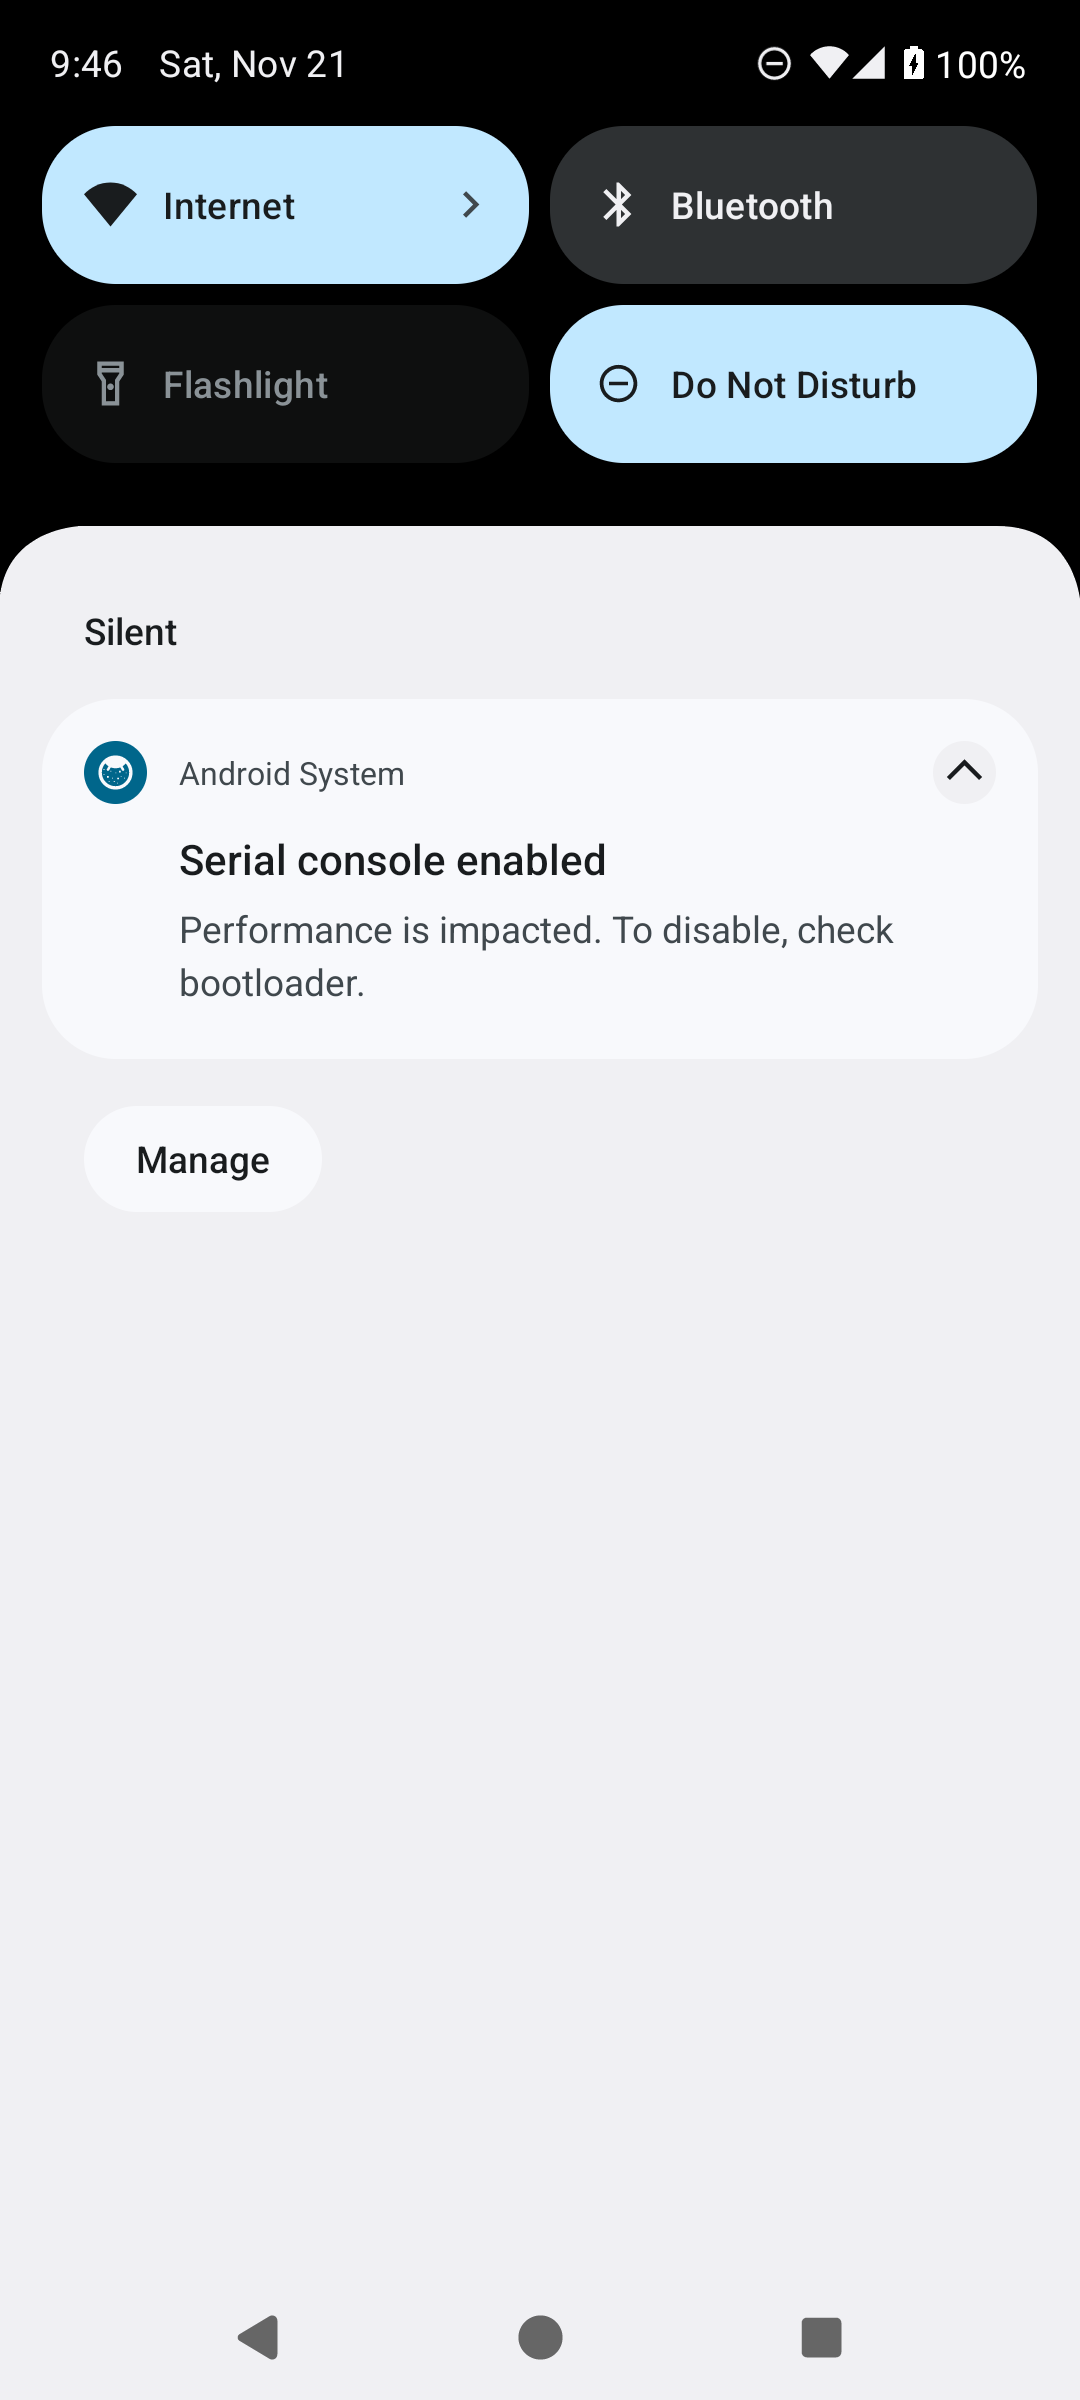 9:46 Sat, Nov 21 100%
Internet
Bluetooth
Flashlight
Do Not Disturb
Silent
Android System
Serial console enabled
Performance is impacted. To disable, check
bootloader.
Manage